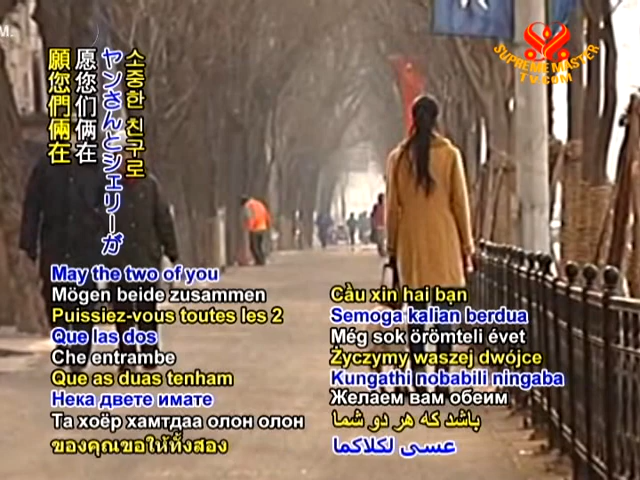 M.
SUPREME MASTER
TV.COM
소중한 친구로
ヤンさんとシェリーが
愿您们俩在
願您們倆在
May the two of you
Mögen beide zusammen
Puissiez-vous toutes les 2
Que las dos
Che entrambe
Que as duas tenham
Нека двете имате
Та хоёр хамтдаа олон олон
ของคุณขอให้ทั้งสอง
Cầu xin hai bạn
Semoga kalian berdua
Még sok örömteli évet
Życzymy waszej dwójce
Kungathi nobabili ningaba
Желаем вам обеим
باشد که هر دو شما
عسى لكلاكما